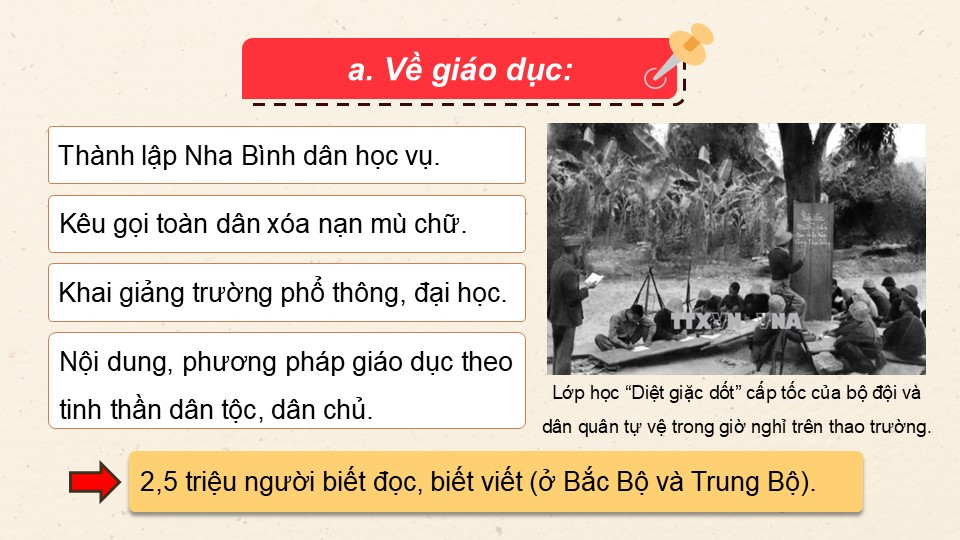 a. Về giáo dục:
Thành lập Nha Bình dân học vụ.
Kêu gọi toàn dân xóa nạn mù chữ.
Khai giảng trường phổ thông, đại học.
Nội dung, phương pháp giáo dục theo
tinh thần dân tộc, dân chủ.
TTXVN - VNA
Lớp học “Diệt giặc dốt” cấp tốc của bộ đội và
dân quân tự vệ trong giờ nghỉ trên thao trường.
2,5 triệu người biết đọc, biết viết (ở Bắc Bộ và Trung Bộ).